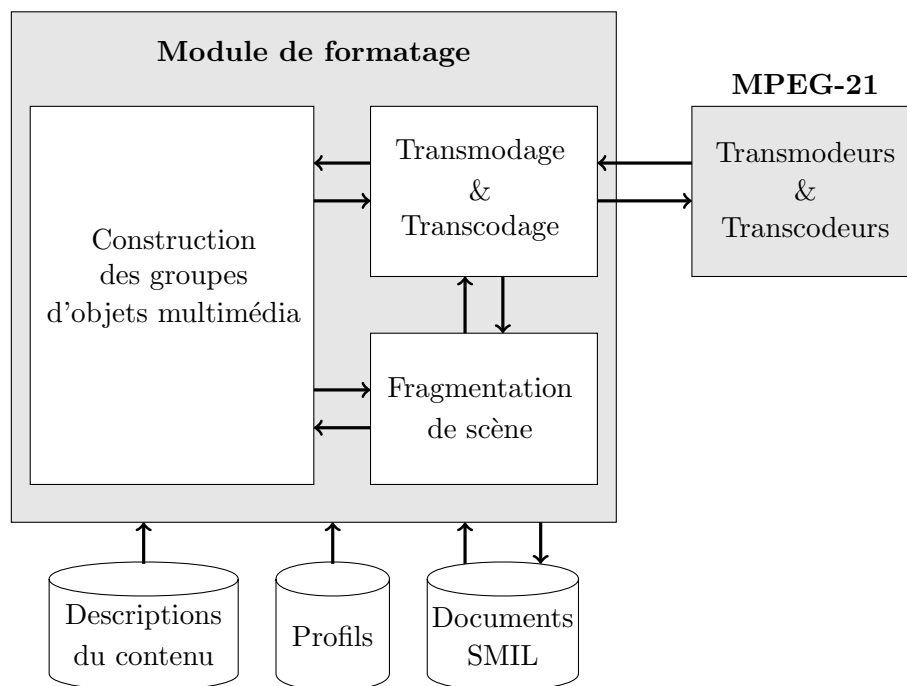 Module de formatage
MPEG-21
Construction
des groupes
d'objets multimédia
Transmodage
&
Transcodage
Transmodeurs
&
Transcodeurs
Fragmentation
de scène
Descriptions
du contenu
Profils
Documents
SMIL